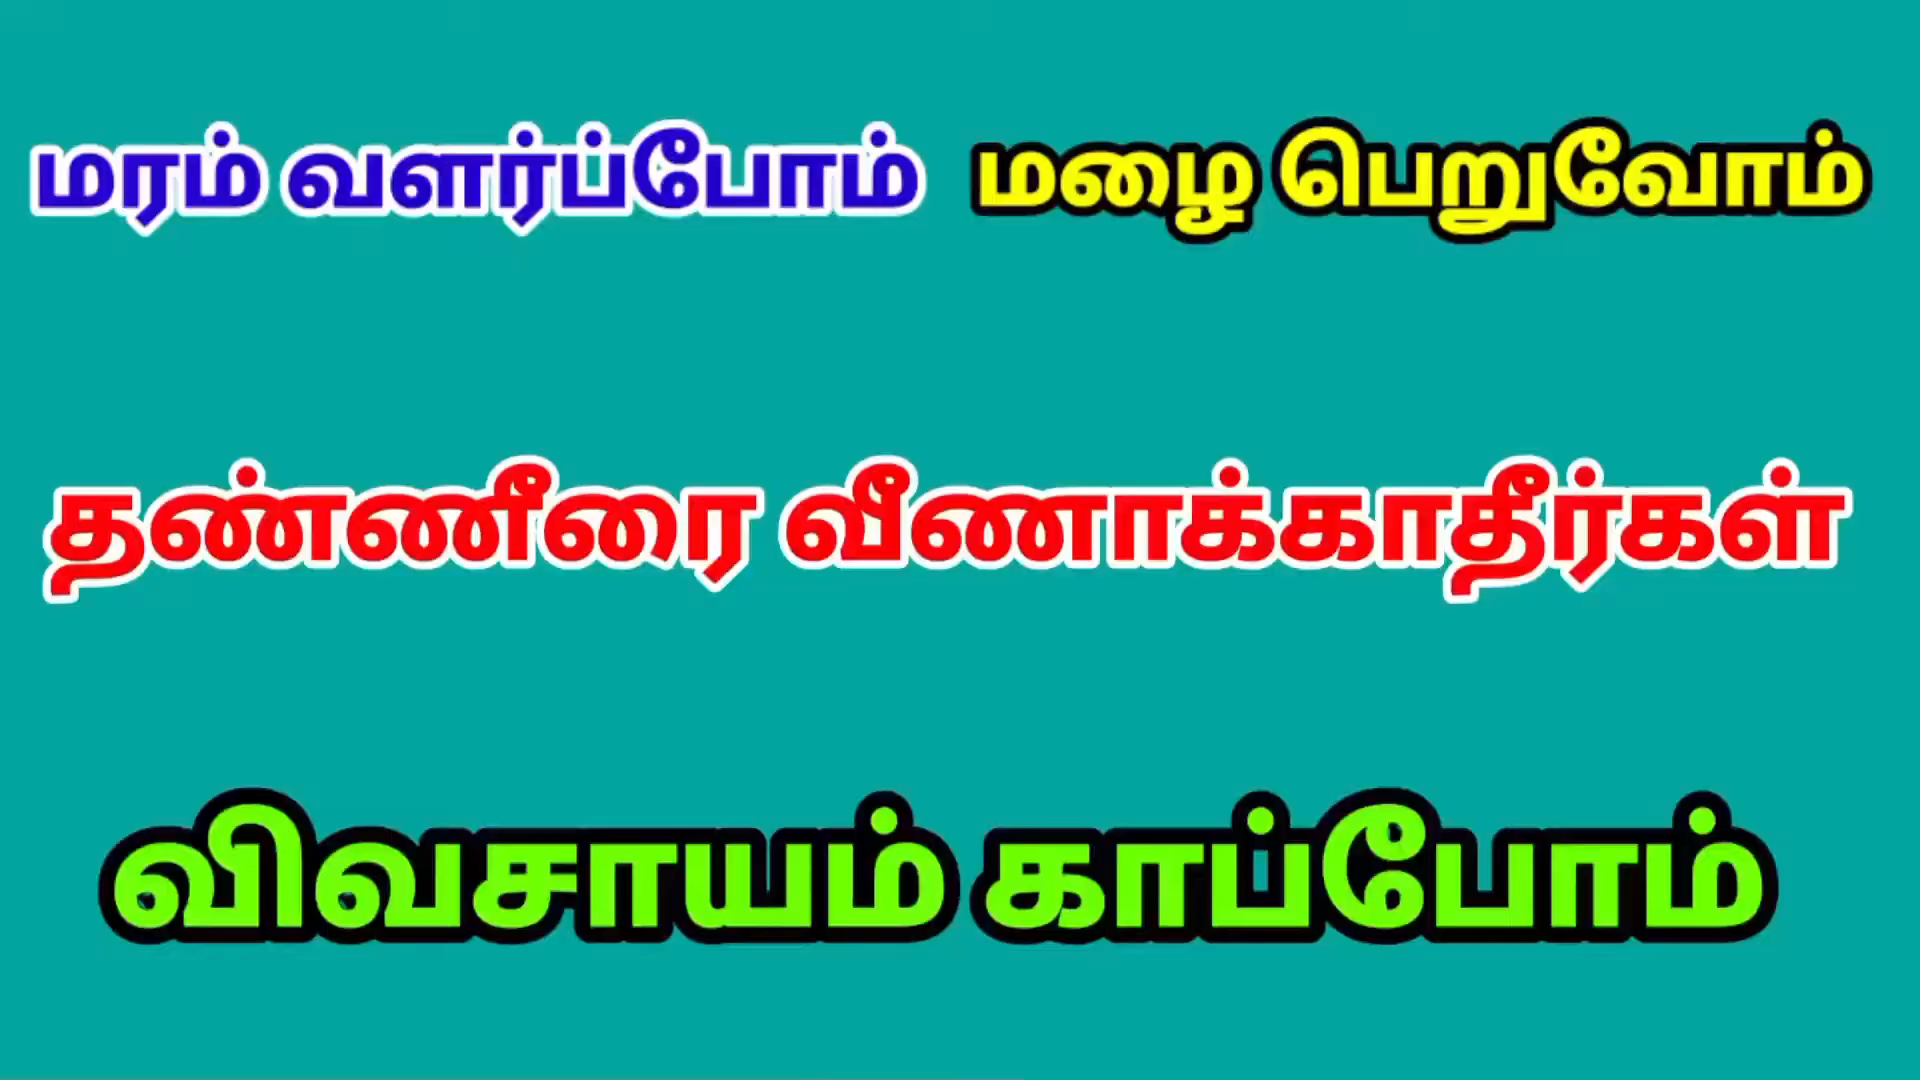 மரம் வளர்ப்போம் மழை பெறுவோம்
தண்ணீரை வீணாக்காதீர்கள்
விவசாயம் காப்போம்